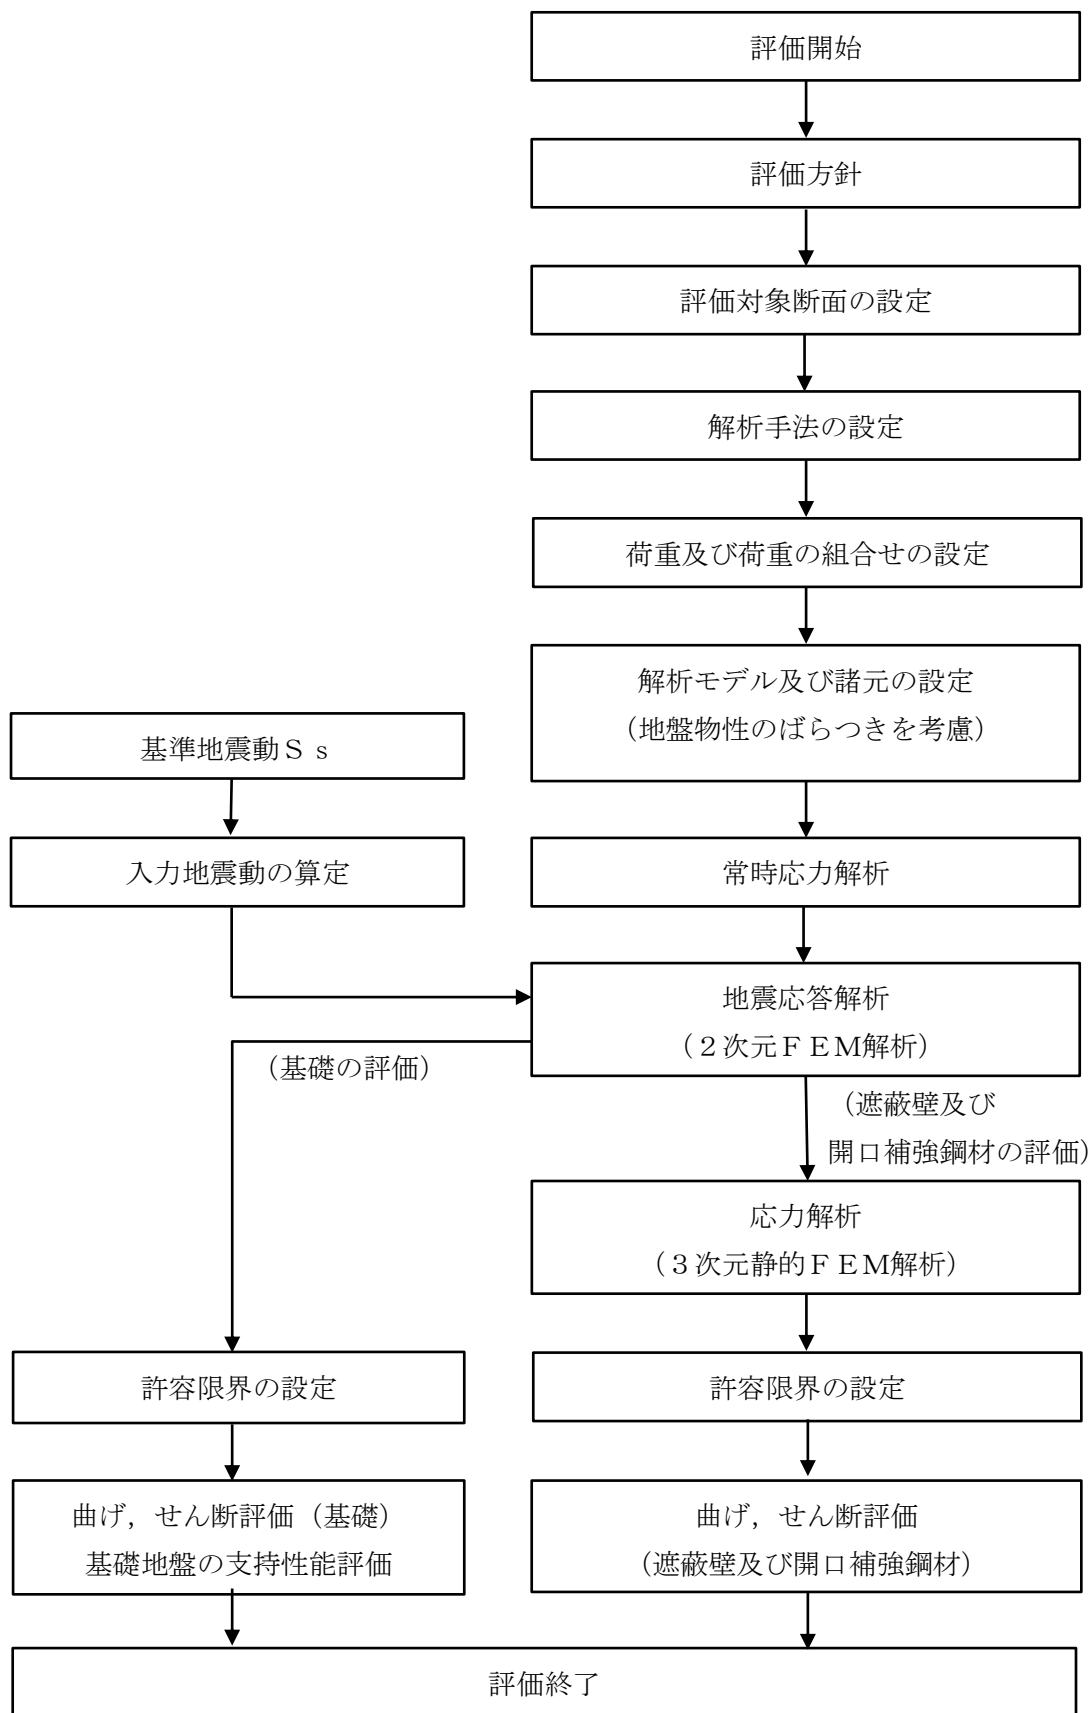 評価開始
評価方針
評価対象断面の設定
解析手法の設定
荷重及び荷重の組合せの設定
解析モデル及び諸元の設定
（地盤物性のばらつきを考慮）
基準地震動Ｓｓ
入力地震動の算定
常時応力解析
地震応答解析
（２次元ＦＥＭ解析）
（基礎の評価）
（遮蔽壁及び
開口補強鋼材の評価）
応力解析
（３次元静的ＦＥＭ解析）
許容限界の設定
許容限界の設定
曲げ，せん断評価（基礎）
基礎地盤の支持性能評価
曲げ，せん断評価
（遮蔽壁及び開口補強鋼材）
評価終了